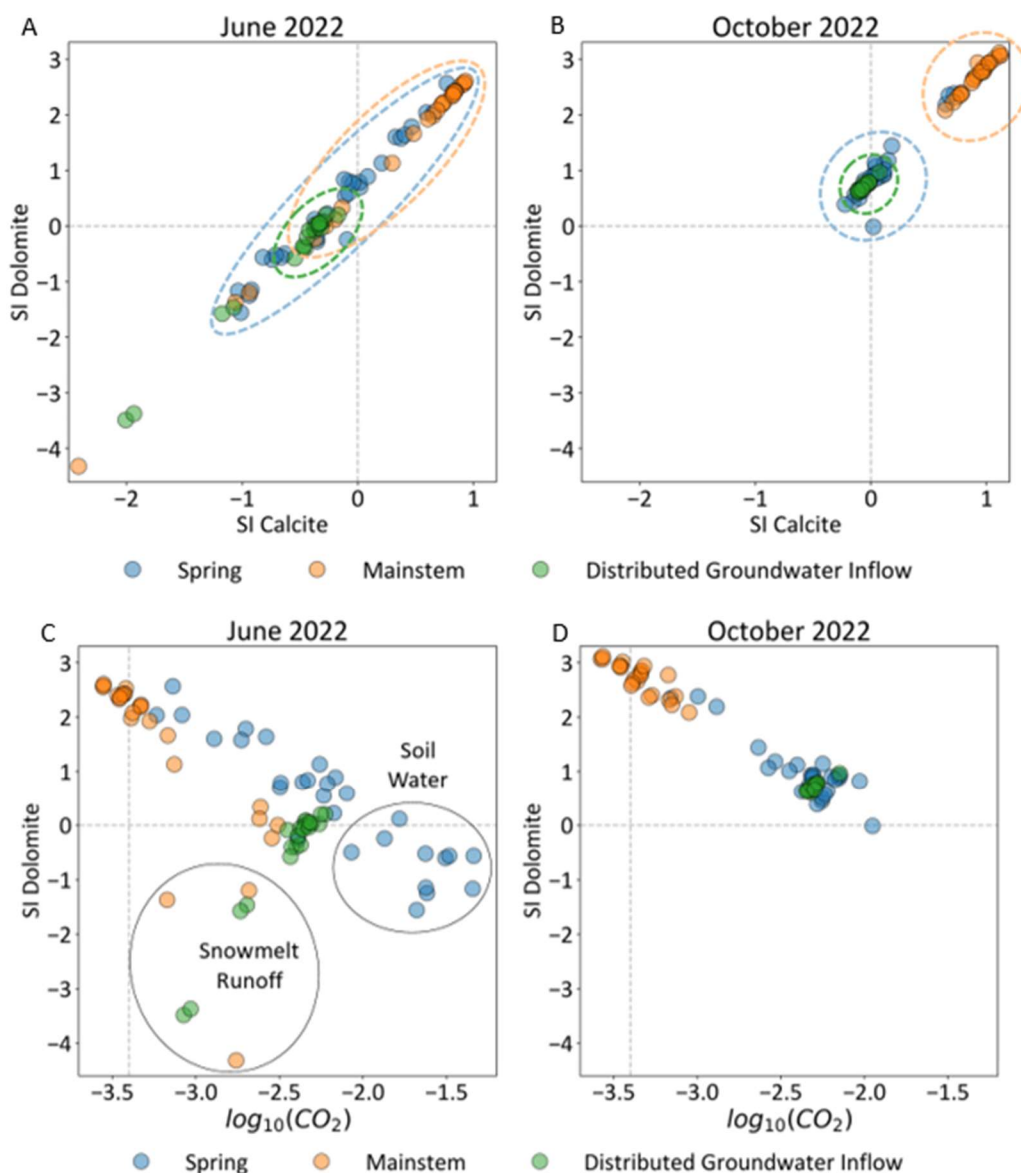 A
June 2022
3
2
1
0
−1
−2
−3
−4
SI Dolomite
−2
−1
0
1
SI Calcite
B
October 2022
3
2
1
0
−1
−2
−3
−4
SI Dolomite
−2
−1
0
1
SI Calcite
Spring
Mainstem
Distributed Groundwater Inflow
C
June 2022
3
2
1
0
−1
−2
−3
−4
SI Dolomite
Soil
Water
Snowmelt
Runoff
−3.5
−3.0
−2.5
−2.0
−1.5
log₁₀(CO₂)
D
October 2022
3
2
1
0
−1
−2
−3
−4
SI Dolomite
−3.5
−3.0
−2.5
−2.0
−1.5
log₁₀(CO₂)
Spring
Mainstem
Distributed Groundwater Inflow